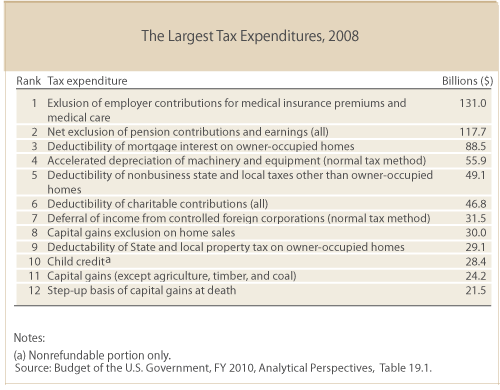 The Largest Tax Expenditures, 2008
Rank Tax expenditure Billions ($)
1 Exlusion of employer contributions for medical insurance premiums and 131.0
medical care
2 Net exclusion of pension contributions and earnings (all) 117.7
3 Deductibility of mortgage interest on owner-occupied homes 88.5
4 Accelerated depreciation of machinery and equipment (normal tax method) 55.9
5 Deductibility of nonbusiness state and local taxes other than owner-occupied 49.1
homes
6 Deductibility of charitable contributions (all) 46.8
7 Deferral of income from controlled foreign corporations (normal tax method) 31.5
8 Capital gains exclusion on home sales 30.0
9 Deductability of State and local property tax on owner-occupied homes 29.1
10 Child credit a 28.4
11 Capital gains (except agriculture, timber, and coal) 24.2
12 Step-up basis of capital gains at death 21.5
Notes:
(a) Nonrefundable portion only.
Source: Budget of the U.S. Government, FY 2010, Analytical Perspectives, Table 19.1.